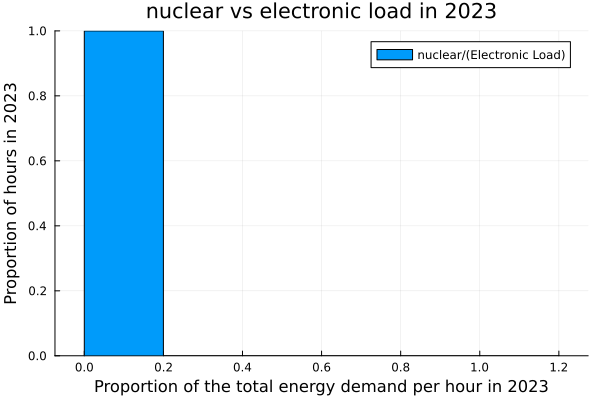 nuclear vs electronic load in 2023
nuclear/(Electronic Load)
Proportion of hours in 2023
1.0
0.8
0.6
0.4
0.2
0.0
0.0 0.2 0.4 0.6 0.8 1.0 1.2
Proportion of the total energy demand per hour in 2023